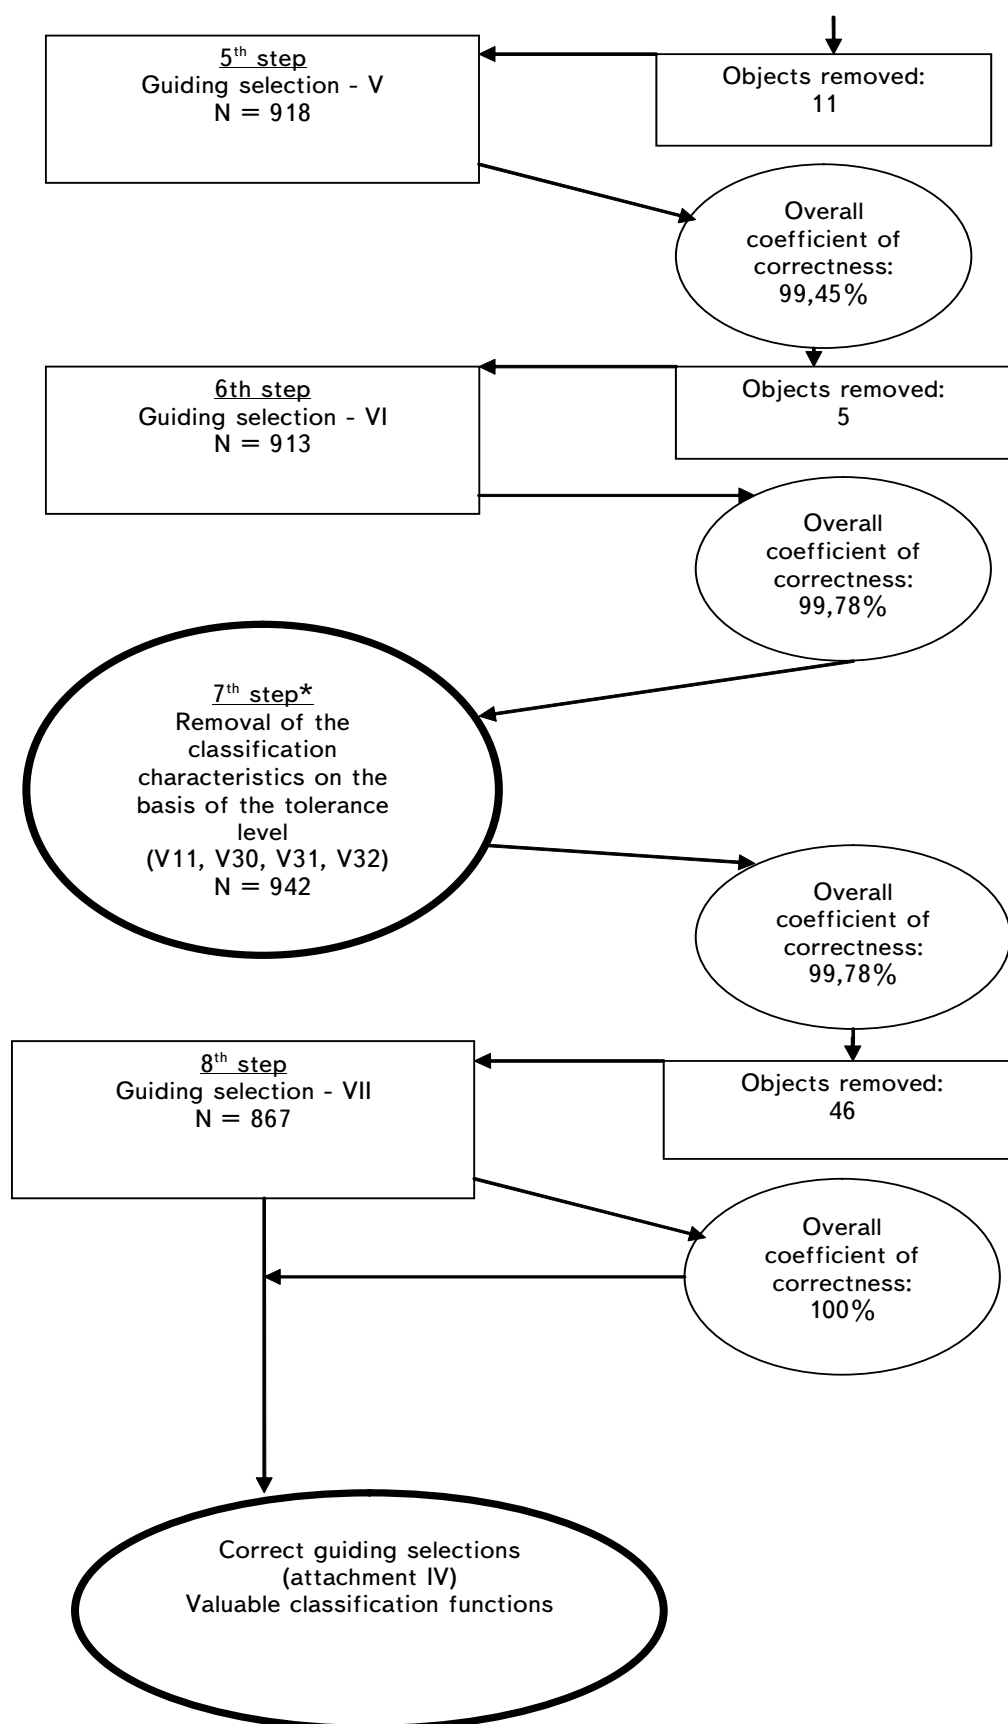 5th step
Guiding selection - V
N = 918
Objects removed:
11
Overall
coefficient of
correctness:
99,45%
6th step
Guiding selection - VI
N = 913
Objects removed:
5
Overall
coefficient of
correctness:
99,78%
7th step*
Removal of the
classification
characteristics on the
basis of the tolerance
level
(V11, V30, V31, V32)
N = 942
Overall
coefficient of
correctness:
99,78%
8th step
Guiding selection - VII
N = 867
Objects removed:
46
Overall
coefficient of
correctness:
100%
Correct guiding selections
(attachment IV)
Valuable classification functions